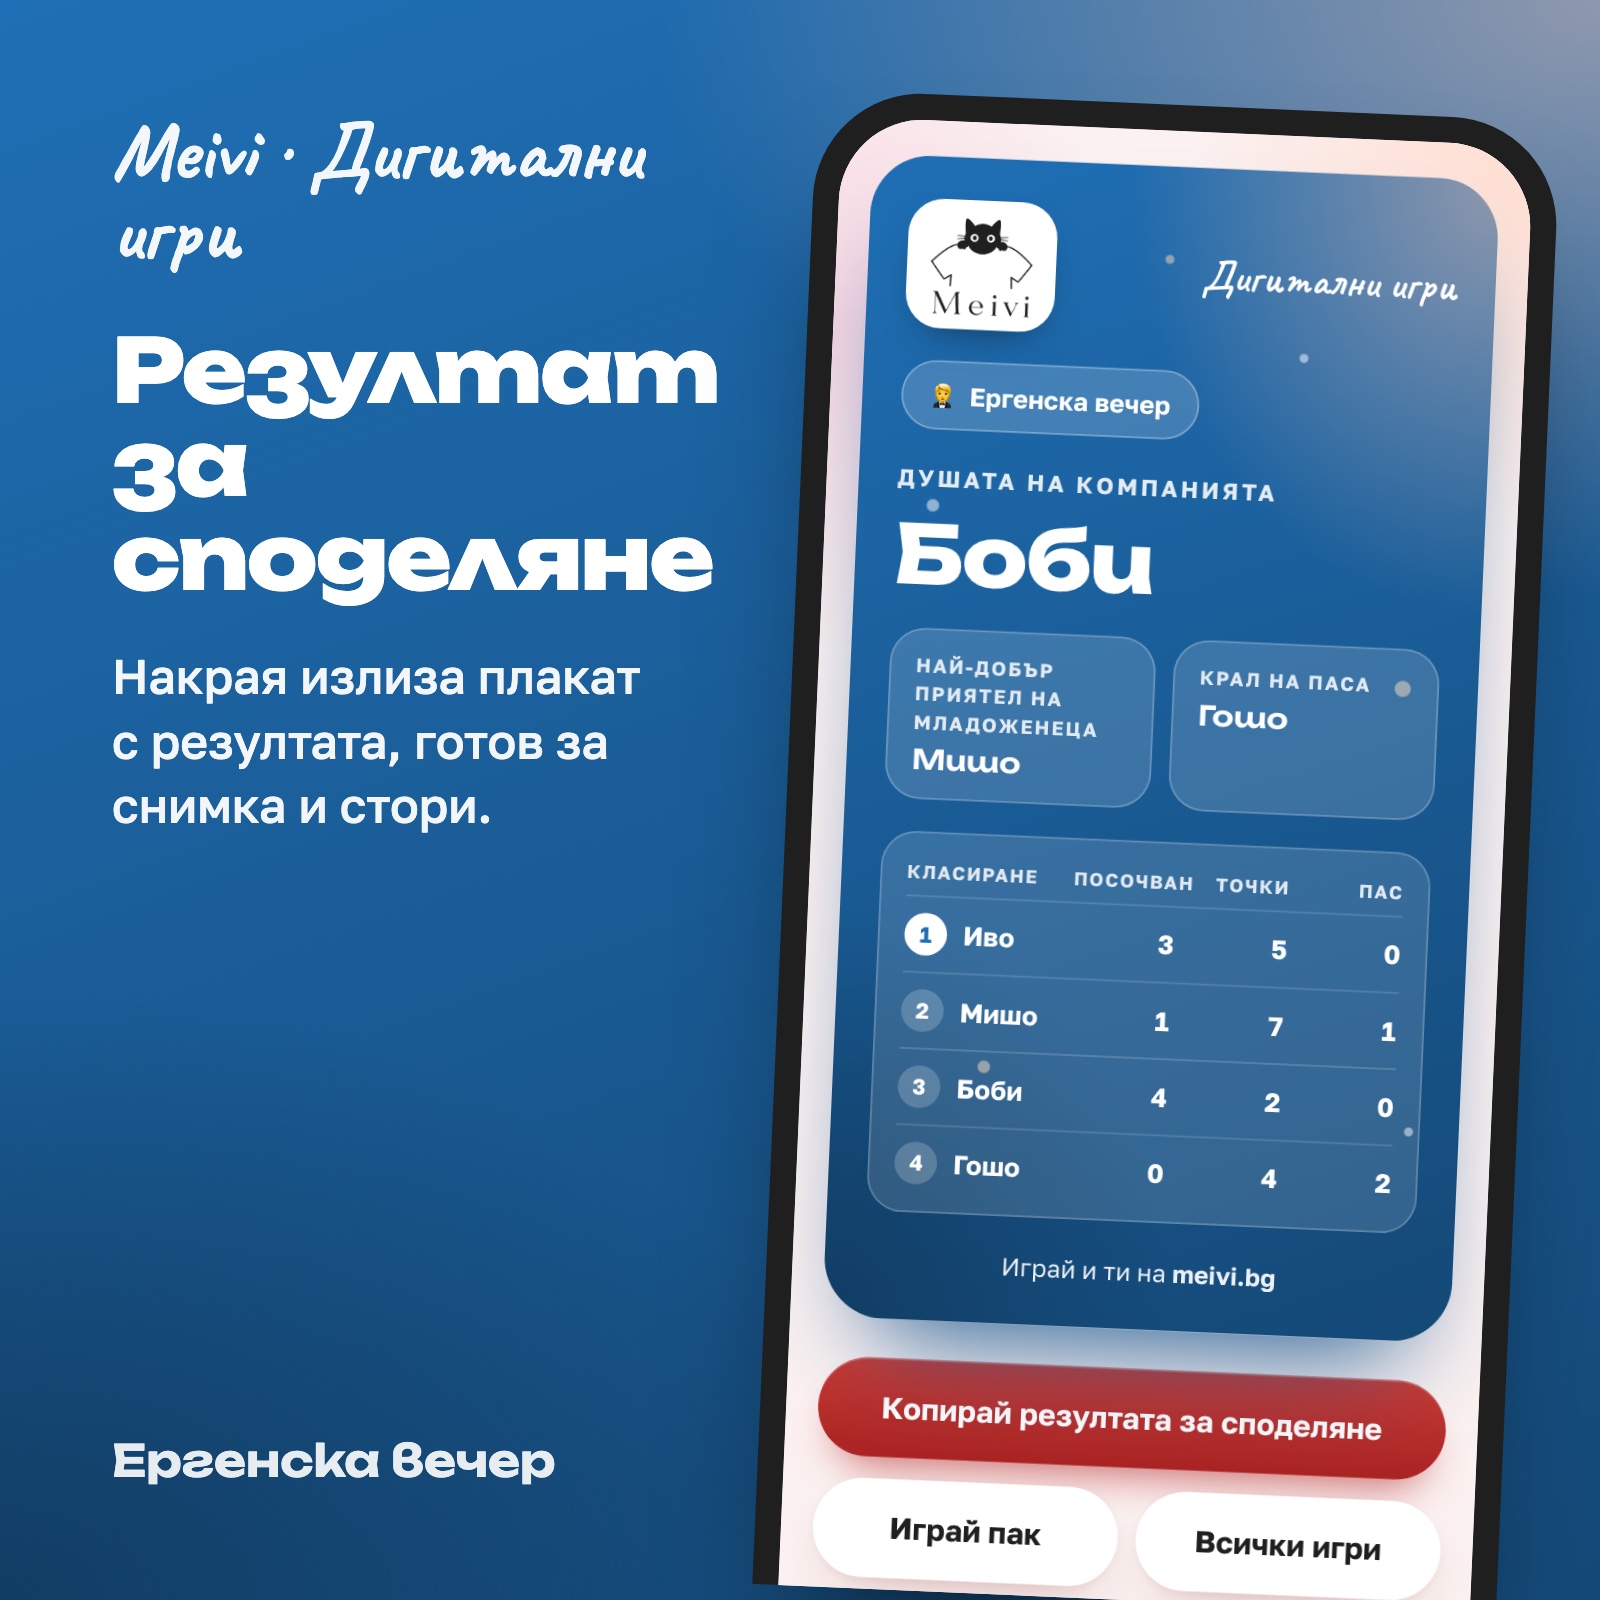 Meivi · Дигитални
игри
Резултат
за
споделяне
Накрая излиза плакат
с резултата, готов за
снимка и стори.
Ергенска вечер
Meivi
Дигитални игри
Ергенска вечер
ДУШАТА НА КОМПАНИЯТА
Боби
НАЙ-ДОБЪР
ПРИЯТЕЛ НА
МЛАДОЖЕНЕЦА
Мишо
КРАЛ НА ПАСА
Гошо
КЛАСИРАНЕ ПОСОЧВАН ТОЧКИ ПАС
1 Иво 3 5 0
2 Мишо 1 7 1
3 Боби 4 2 0
4 Гошо 0 4 2
Играй и ти на meivi.bg
Копирай резултата за споделяне
Играй пак
Всички игри